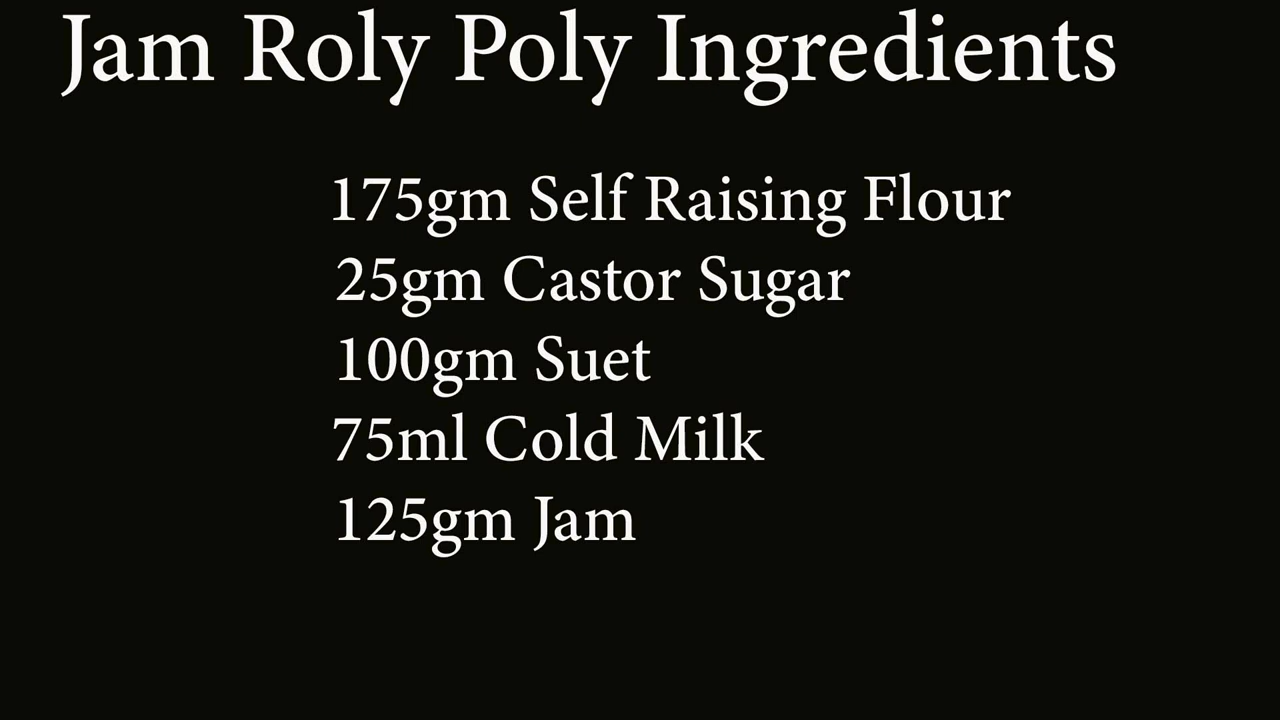 Jam Roly Poly Ingredients
175gm Self Raising Flour
25gm Castor Sugar
100gm Suet
75ml Cold Milk
125gm Jam